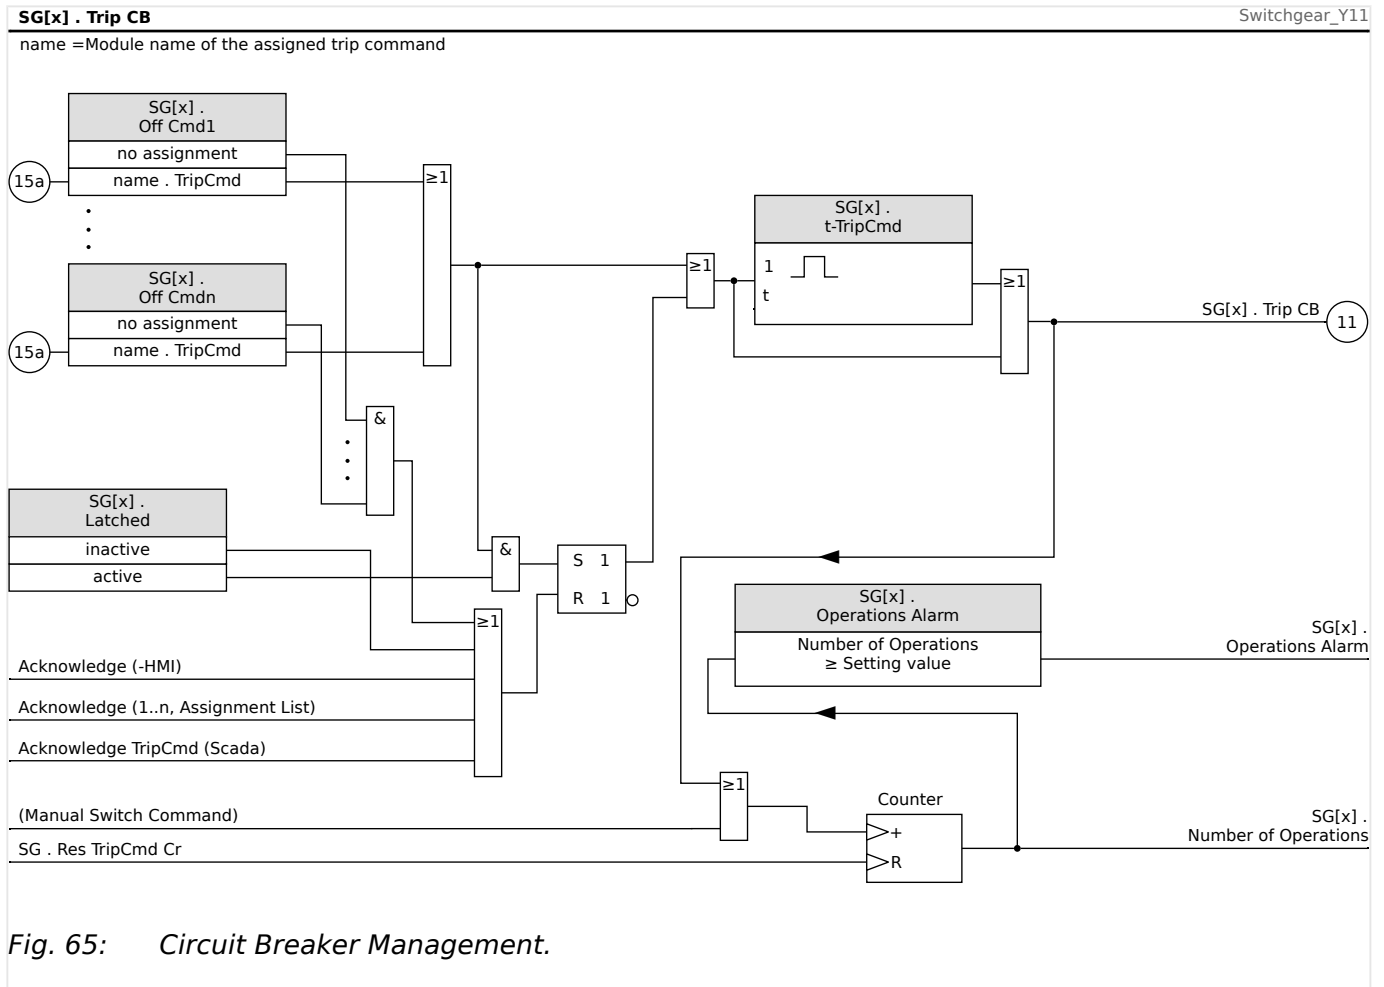 SG[x] . Trip CB
Switchgear_Y11
name =Module name of the assigned trip command
SG[x] .
Off Cmd1
no assignment
15a
name . TripCmd
SG[x] .
Off Cmdn
no assignment
15a
name . TripCmd
≥1
≥1
SG[x] .
t-TripCmd
1
t
≥1
SG[x] . Trip CB
11
&
SG[x] .
Latched
inactive
active
&
S 1
R 1
≥1
Acknowledge (-HMI)
Acknowledge (1..n, Assignment List)
Acknowledge TripCmd (Scada)
SG[x] .
Operations Alarm
Number of Operations
≥ Setting value
SG[x] .
Operations Alarm
≥1
(Manual Switch Command)
SG . Res TripCmd Cr
Counter
+
R
SG[x] .
Number of Operations
Fig. 65: Circuit Breaker Management.